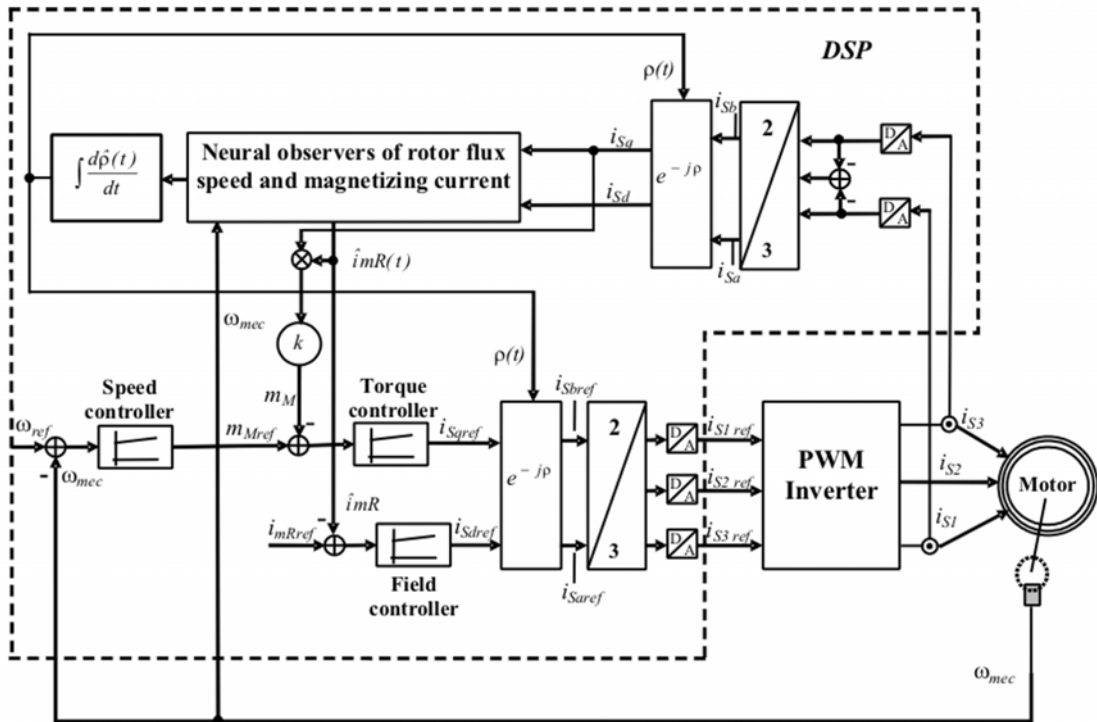 DSP
ρ(t)
i_Sb
2
D/A
∫ dρ̂(t)/dt
Neural observers of rotor flux
speed and magnetizing current
i_Sq
e^{-jρ}
i_Sd
D/A
3
i_Sa
îmR(t)
ω_mec
k
ρ(t)
Speed
controller
m_M
Torque
controller
i_Sbref
i_S3
ω_ref
m_Mref
i_Sqref
2
D/A
i_S1 ref
PWM
Inverter
i_S2
Motor
ω_mec
e^{-jρ}
D/A
i_S2 ref
i_S1
îmR
i_mRref
i_Sdref
3
D/A
i_S3 ref
Field
controller
i_Saref
ω_mec